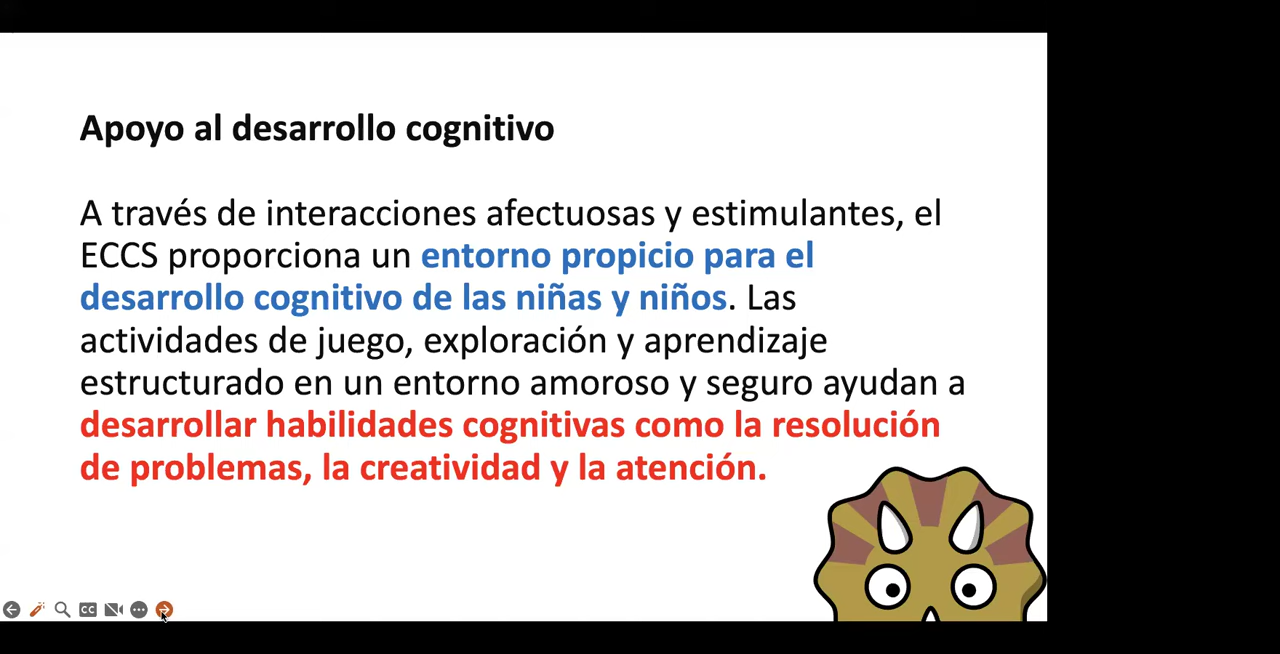 Apoyo al desarrollo cognitivo
A través de interacciones afectuosas y estimulantes, el
ECCS proporciona un entorno propicio para el
desarrollo cognitivo de las niñas y niños. Las
actividades de juego, exploración y aprendizaje
estructurado en un entorno amoroso y seguro ayudan a
desarrollar habilidades cognitivas como la resolución
de problemas, la creatividad y la atención.
CC